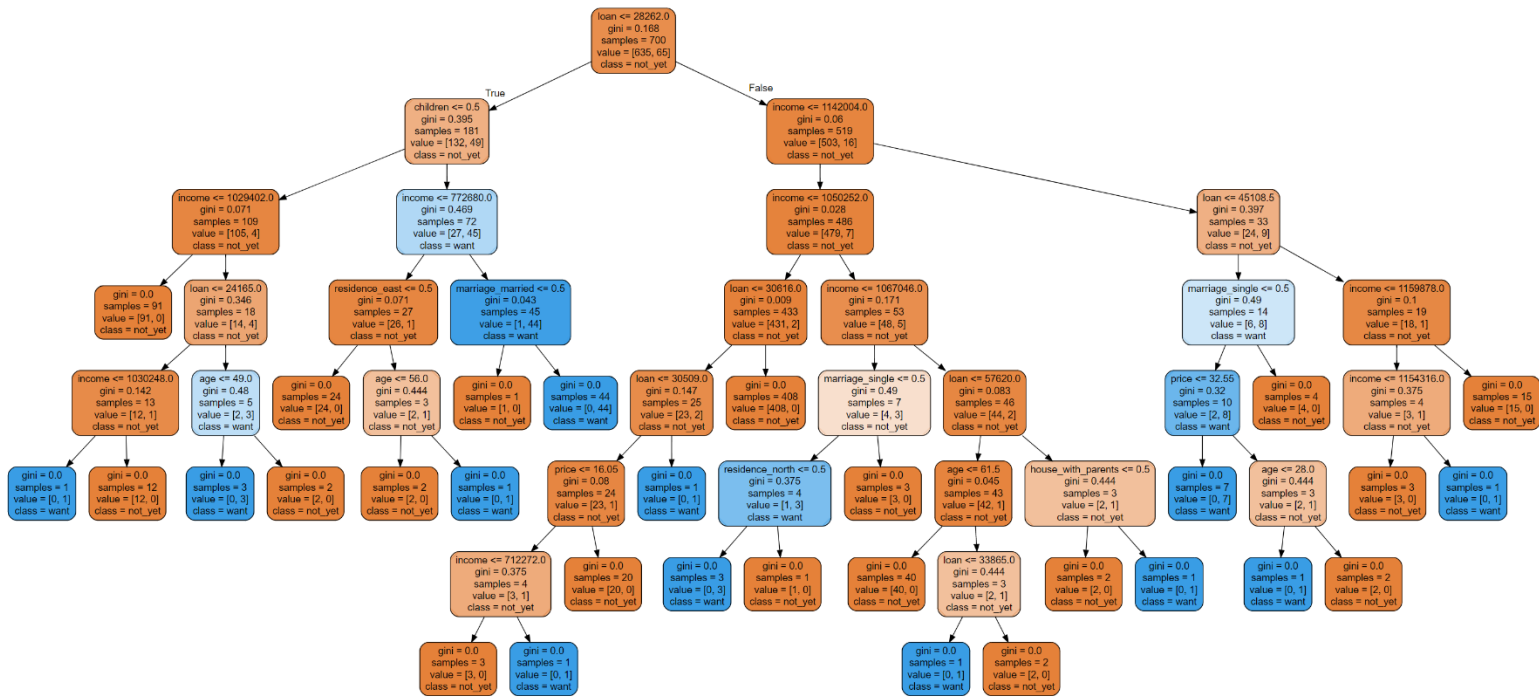 loan <= 28262.0
gini = 0.168
samples = 700
value = [635, 65]
class = not_yet
True
False
children <= 0.5
gini = 0.395
samples = 181
value = [132, 49]
class = not_yet
income <= 1142004.0
gini = 0.06
samples = 519
value = [503, 16]
class = not_yet
income <= 1029402.0
gini = 0.071
samples = 109
value = [105, 4]
class = not_yet
income <= 772680.0
gini = 0.469
samples = 72
value = [27, 45]
class = want
income <= 1050252.0
gini = 0.028
samples = 486
value = [479, 7]
class = not_yet
loan <= 45108.5
gini = 0.397
samples = 33
value = [24, 9]
class = not_yet
gini = 0.0
samples = 91
value = [91, 0]
class = not_yet
loan <= 24165.0
gini = 0.346
samples = 18
value = [14, 4]
class = not_yet
residence_east <= 0.5
gini = 0.071
samples = 27
value = [26, 1]
class = not_yet
marriage_married <= 0.5
gini = 0.043
samples = 45
value = [1, 44]
class = want
loan <= 30616.0
gini = 0.009
samples = 433
value = [431, 2]
class = not_yet
income <= 1067046.0
gini = 0.171
samples = 53
value = [48, 5]
class = not_yet
marriage_single <= 0.5
gini = 0.49
samples = 14
value = [6, 8]
class = want
income <= 1159878.0
gini = 0.1
samples = 19
value = [18, 1]
class = not_yet
income <= 1030248.0
gini = 0.142
samples = 13
value = [12, 1]
class = not_yet
age <= 49.0
gini = 0.48
samples = 5
value = [2, 3]
class = want
gini = 0.0
samples = 24
value = [24, 0]
class = not_yet
age <= 56.0
gini = 0.444
samples = 3
value = [2, 1]
class = not_yet
gini = 0.0
samples = 1
value = [1, 0]
class = not_yet
gini = 0.0
samples = 44
value = [0, 44]
class = want
loan <= 30509.0
gini = 0.147
samples = 25
value = [23, 2]
class = not_yet
gini = 0.0
samples = 408
value = [408, 0]
class = not_yet
marriage_single <= 0.5
gini = 0.49
samples = 7
value = [4, 3]
class = not_yet
loan <= 57620.0
gini = 0.083
samples = 46
value = [44, 2]
class = not_yet
price <= 32.55
gini = 0.32
samples = 10
value = [2, 8]
class = want
gini = 0.0
samples = 4
value = [4, 0]
class = not_yet
income <= 1154316.0
gini = 0.375
samples = 4
value = [3, 1]
class = not_yet
gini = 0.0
samples = 15
value = [15, 0]
class = not_yet
gini = 0.0
samples = 1
value = [0, 1]
class = want
gini = 0.0
samples = 12
value = [12, 0]
class = not_yet
gini = 0.0
samples = 3
value = [0, 3]
class = want
gini = 0.0
samples = 2
value = [2, 0]
class = not_yet
gini = 0.0
samples = 2
value = [2, 0]
class = not_yet
gini = 0.0
samples = 1
value = [0, 1]
class = want
price <= 16.05
gini = 0.08
samples = 24
value = [23, 1]
class = not_yet
gini = 0.0
samples = 1
value = [0, 1]
class = want
residence_north <= 0.5
gini = 0.375
samples = 4
value = [1, 3]
class = want
gini = 0.0
samples = 3
value = [3, 0]
class = not_yet
age <= 61.5
gini = 0.045
samples = 43
value = [42, 1]
class = not_yet
house_with_parents <= 0.5
gini = 0.444
samples = 3
value = [2, 1]
class = not_yet
gini = 0.0
samples = 7
value = [0, 7]
class = want
age <= 28.0
gini = 0.444
samples = 3
value = [2, 1]
class = not_yet
gini = 0.0
samples = 3
value = [3, 0]
class = not_yet
gini = 0.0
samples = 1
value = [0, 1]
class = want
income <= 712272.0
gini = 0.375
samples = 4
value = [3, 1]
class = not_yet
gini = 0.0
samples = 20
value = [20, 0]
class = not_yet
gini = 0.0
samples = 3
value = [0, 3]
class = want
gini = 0.0
samples = 1
value = [1, 0]
class = not_yet
gini = 0.0
samples = 40
value = [40, 0]
class = not_yet
loan <= 33865.0
gini = 0.444
samples = 3
value = [2, 1]
class = not_yet
gini = 0.0
samples = 2
value = [2, 0]
class = not_yet
gini = 0.0
samples = 1
value = [0, 1]
class = want
gini = 0.0
samples = 1
value = [0, 1]
class = want
gini = 0.0
samples = 2
value = [2, 0]
class = not_yet
gini = 0.0
samples = 3
value = [3, 0]
class = not_yet
gini = 0.0
samples = 1
value = [0, 1]
class = want
gini = 0.0
samples = 1
value = [0, 1]
class = want
gini = 0.0
samples = 2
value = [2, 0]
class = not_yet